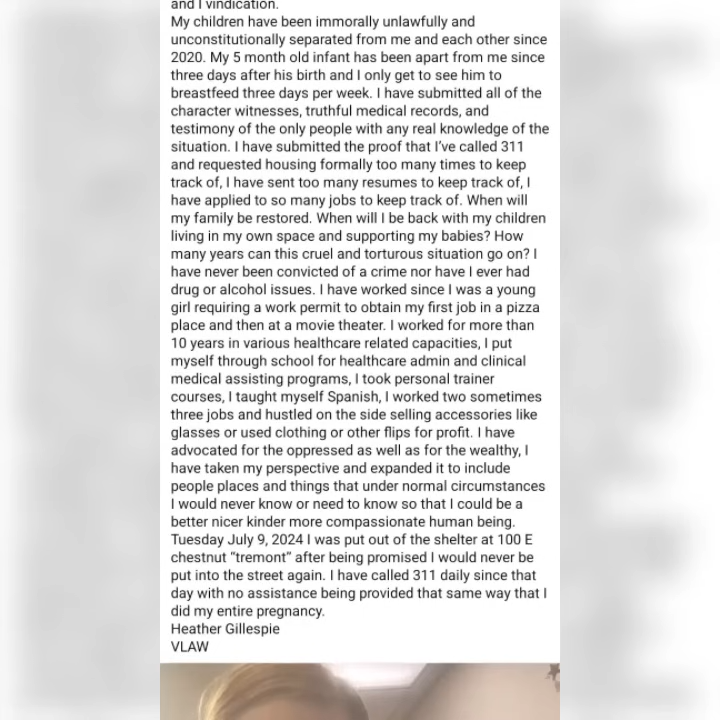 and I vindication.
My children have been immorally unlawfully and
unconstitutionally separated from me and each other since
2020. My 5 month old infant has been apart from me since
three days after his birth and I only get to see him to
breastfeed three days per week. I have submitted all of the
character witnesses, truthful medical records, and
testimony of the only people with any real knowledge of the
situation. I have submitted the proof that I’ve called 311
and requested housing formally too many times to keep
track of, I have sent too many resumes to keep track of, I
have applied to so many jobs to keep track of. When will
my family be restored. When will I be back with my children
living in my own space and supporting my babies? How
many years can this cruel and torturous situation go on? I
have never been convicted of a crime nor have I ever had
drug or alcohol issues. I have worked since I was a young
girl requiring a work permit to obtain my first job in a pizza
place and then at a movie theater. I worked for more than
10 years in various healthcare related capacities, I put
myself through school for healthcare admin and clinical
medical assisting programs, I took personal trainer
courses, I taught myself Spanish, I worked two sometimes
three jobs and hustled on the side selling accessories like
glasses or used clothing or other flips for profit. I have
advocated for the oppressed as well as for the wealthy, I
have taken my perspective and expanded it to include
people places and things that under normal circumstances
I would never know or need to know so that I could be a
better nicer kinder more compassionate human being.
Tuesday July 9, 2024 I was put out of the shelter at 100 E
chestnut “tremont” after being promised I would never be
put into the street again. I have called 311 daily since that
day with no assistance being provided that same way that I
did my entire pregnancy.
Heather Gillespie
VLAW